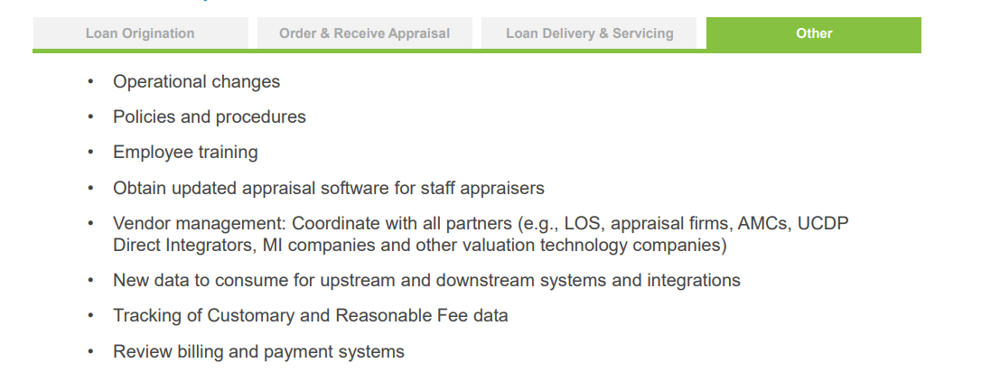 Loan Origination
Order & Receive Appraisal
Loan Delivery & Servicing
Other
• Operational changes
• Policies and procedures
• Employee training
• Obtain updated appraisal software for staff appraisers
• Vendor management: Coordinate with all partners (e.g., LOS, appraisal firms, AMCs, UCDP
Direct Integrators, MI companies and other valuation technology companies)
• New data to consume for upstream and downstream systems and integrations
• Tracking of Customary and Reasonable Fee data
• Review billing and payment systems